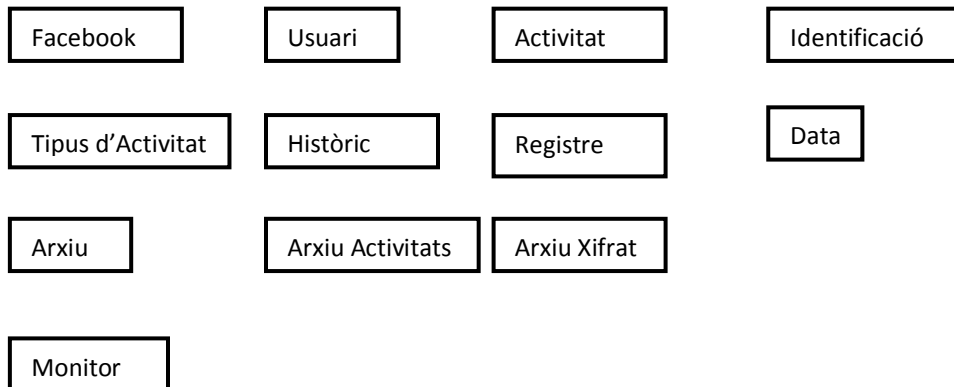 Facebook
Usuari
Activitat
Identificació
Tipus d’Activitat
Històric
Registre
Data
Arxiu
Arxiu Activitats
Arxiu Xifrat
Monitor